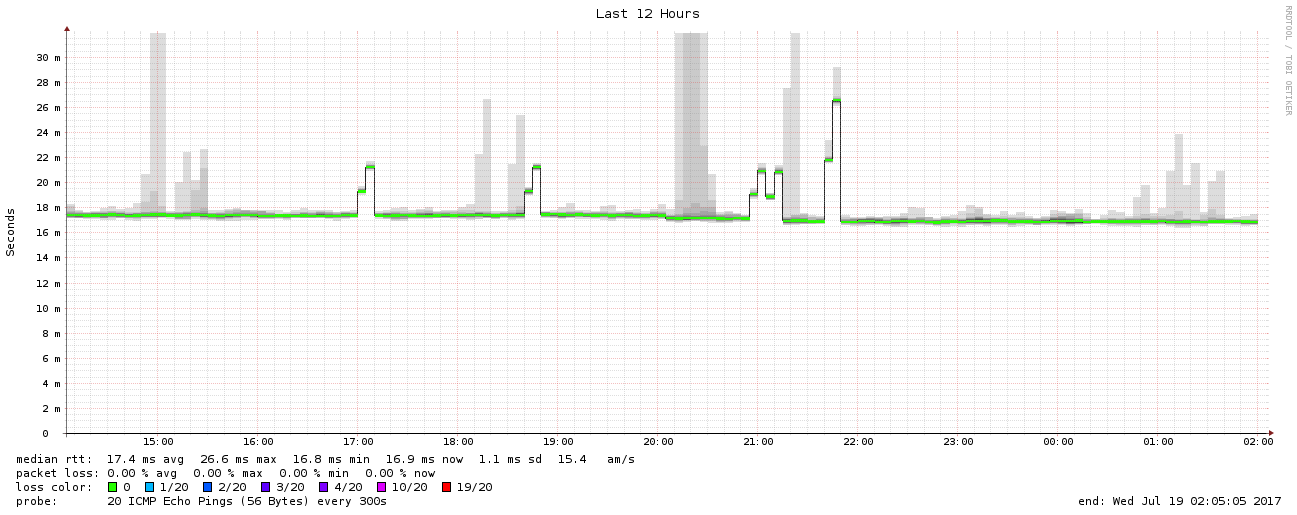 Last 12 Hours
RRDTOOL / TOBI OETIKER
Seconds
30 m
28 m
26 m
24 m
22 m
20 m
18 m
16 m
14 m
12 m
10 m
8 m
6 m
4 m
2 m
0
15:00 16:00 17:00 18:00 19:00 20:00 21:00 22:00 23:00 00:00 01:00 02:00
median rtt: 17.4 ms avg 26.6 ms max 16.8 ms min 16.9 ms now 1.1 ms sd 15.4 am/s
packet loss: 0.00 % avg 0.00 % max 0.00 % min 0.00 % now
loss color: 0 1/20 2/20 3/20 4/20 10/20 19/20
probe: 20 ICMP Echo Pings (56 Bytes) every 300s
end: Wed Jul 19 02:05:05 2017